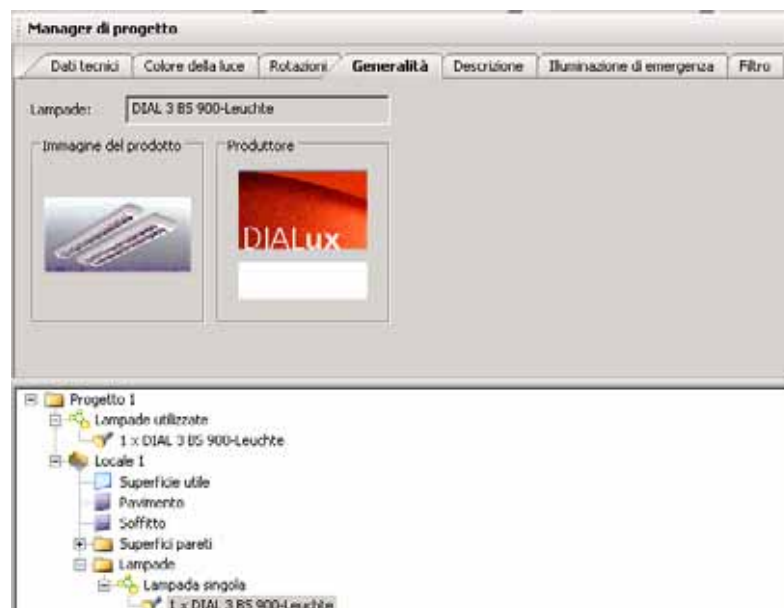 Manager di progetto
Dati tecnici Colore della luce Rotazioni Generalità Descrizione Illuminazione di emergenza Filtro
Lampade: DIAL 3 BS 900-Leuchte
Immagine del prodotto Produttore
DIALux
Progetto 1
Lampade utilizzate
1 x DIAL 3 BS 900-Leuchte
Locale 1
Superficie utile
Pavimento
Soffitto
Superfici pareti
Lampade
Lampada singola
1 x DIAL 3 BS 900-Leuchte